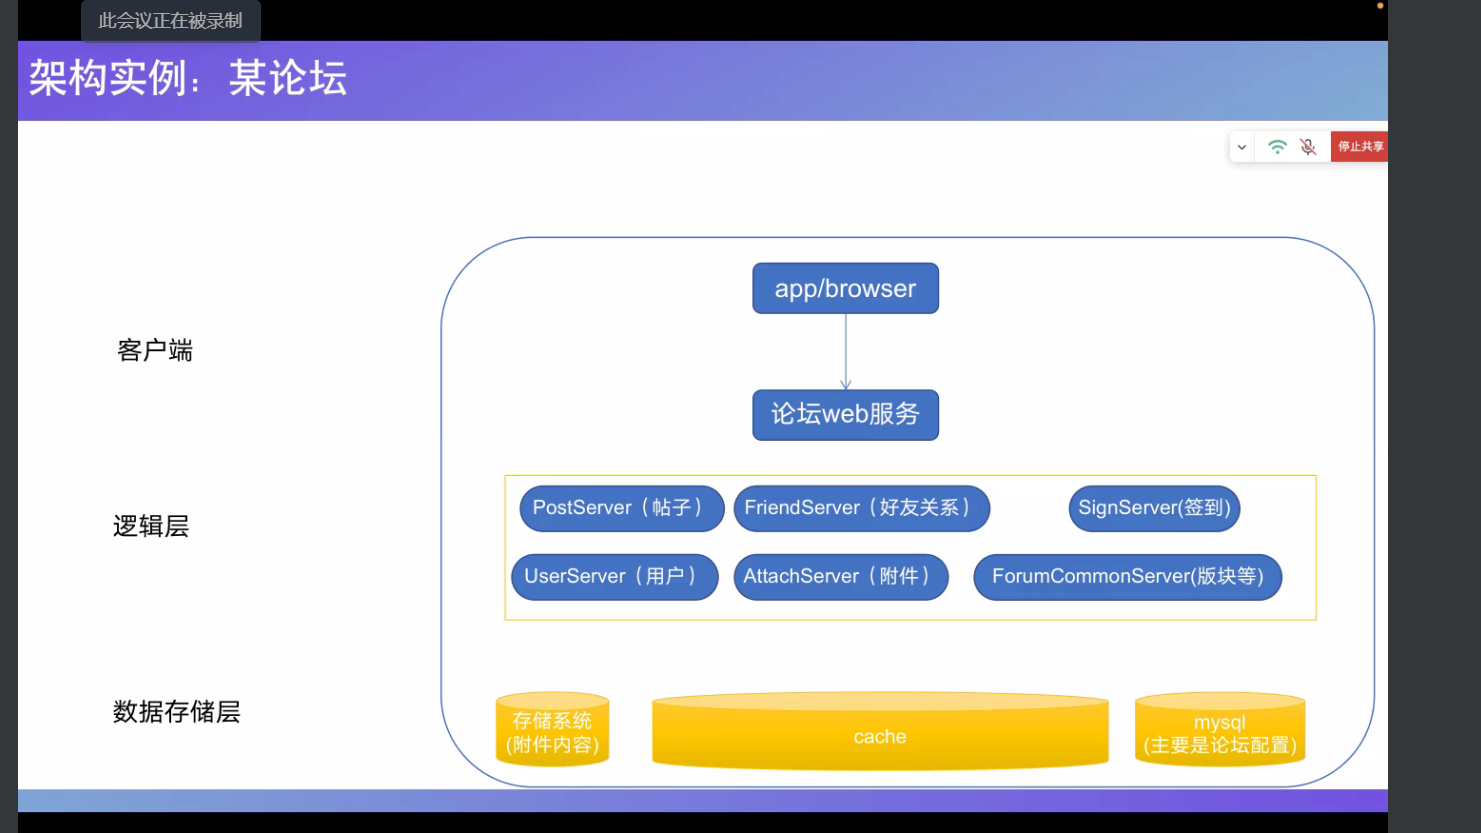 此会议正在被录制
架构实例：某论坛
停止共享
app/browser
客户端
论坛web服务
PostServer（帖子）
FriendServer（好友关系）
SignServer(签到)
逻辑层
UserServer（用户）
AttachServer（附件）
ForumCommonServer(版块等)
数据存储层
存储系统
(附件内容)
cache
mysql
(主要是论坛配置)